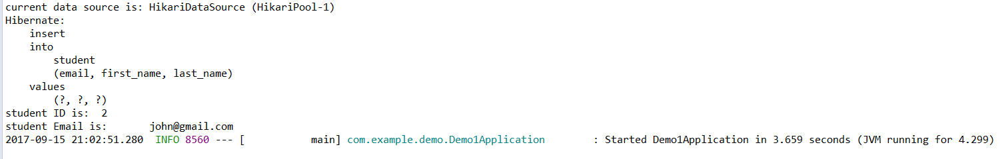 current data source is: HikariDataSource (HikariPool-1)
Hibernate:
    insert
    into
        student
        (email, first_name, last_name)
    values
        (?, ?, ?)
student ID is:  2
student Email is:       john@gmail.com
2017-09-15 21:02:51.280  INFO 8560 --- [           main] com.example.demo.Demo1Application        : Started Demo1Application in 3.659 seconds (JVM running for 4.299)